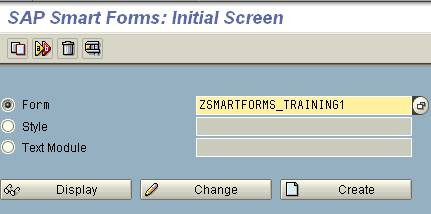 SAP Smart Forms: Initial Screen
Form ZSMARTFORMS_TRAINING1
Style
Text Module
Display Change Create